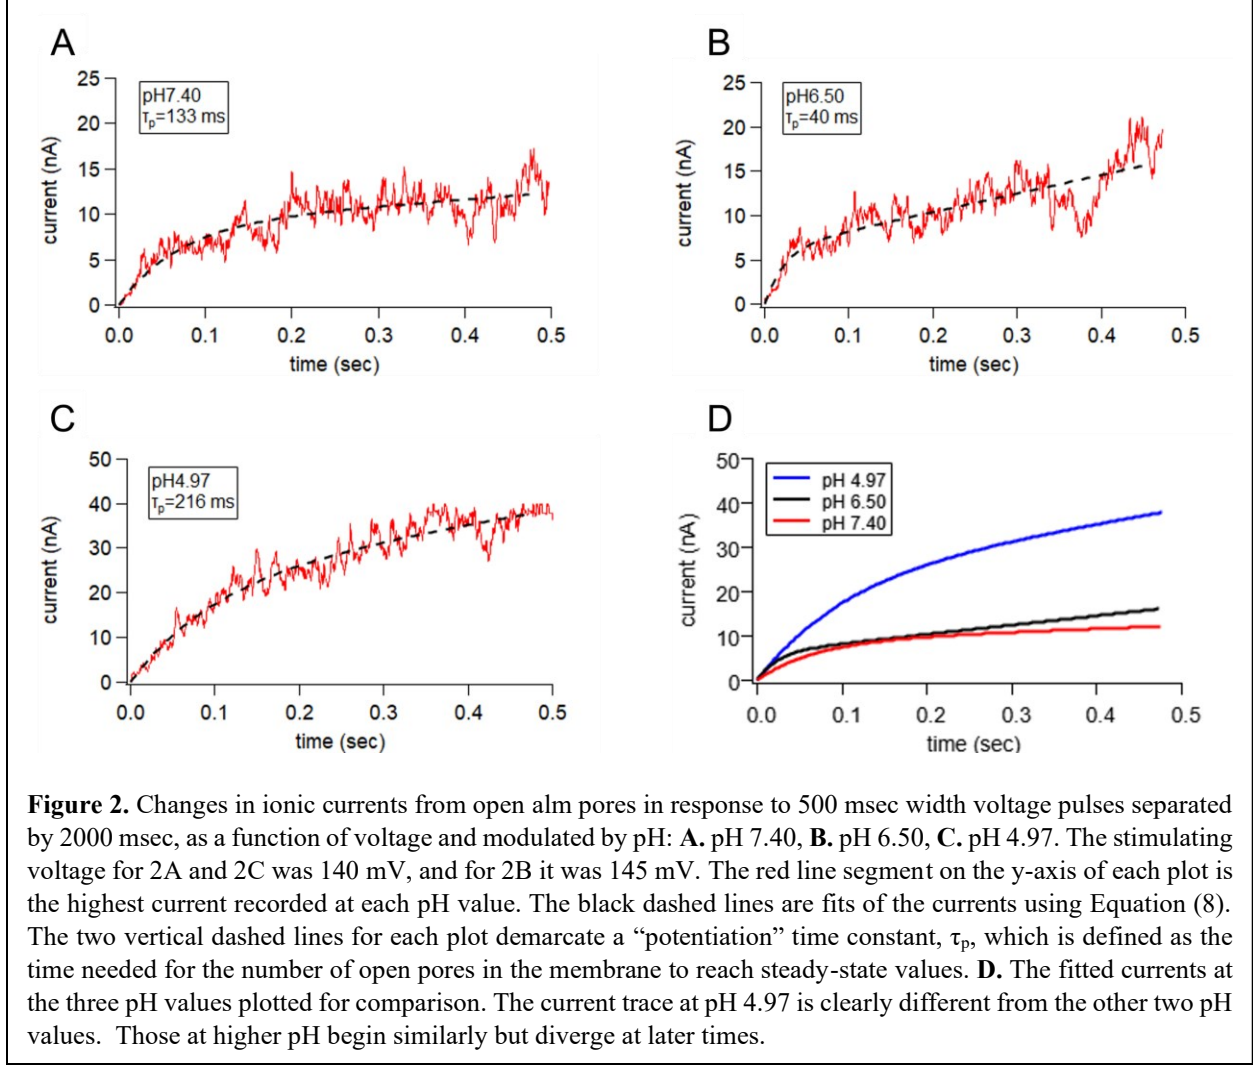 A
25
20
15
10
5
0
current (nA)
pH7.40
τp=133 ms
0.0 0.1 0.2 0.3 0.4 0.5
time (sec)
B
25
20
15
10
5
0
current (nA)
pH6.50
τp=40 ms
0.0 0.1 0.2 0.3 0.4 0.5
time (sec)
C
50
40
30
20
10
0
current (nA)
pH4.97
τp=216 ms
0.0 0.1 0.2 0.3 0.4 0.5
time (sec)
D
50
40
30
20
10
0
current (nA)
pH 4.97
pH 6.50
pH 7.40
0.0 0.1 0.2 0.3 0.4 0.5
time (sec)
Figure 2. Changes in ionic currents from open alm pores in response to 500 msec width voltage pulses separated
by 2000 msec, as a function of voltage and modulated by pH: A. pH 7.40, B. pH 6.50, C. pH 4.97. The stimulating
voltage for 2A and 2C was 140 mV, and for 2B it was 145 mV. The red line segment on the y-axis of each plot is
the highest current recorded at each pH value. The black dashed lines are fits of the currents using Equation (8).
The two vertical dashed lines for each plot demarcate a “potentiation” time constant, τp, which is defined as the
time needed for the number of open pores in the membrane to reach steady-state values. D. The fitted currents at
the three pH values plotted for comparison. The current trace at pH 4.97 is clearly different from the other two pH
values. Those at higher pH begin similarly but diverge at later times.